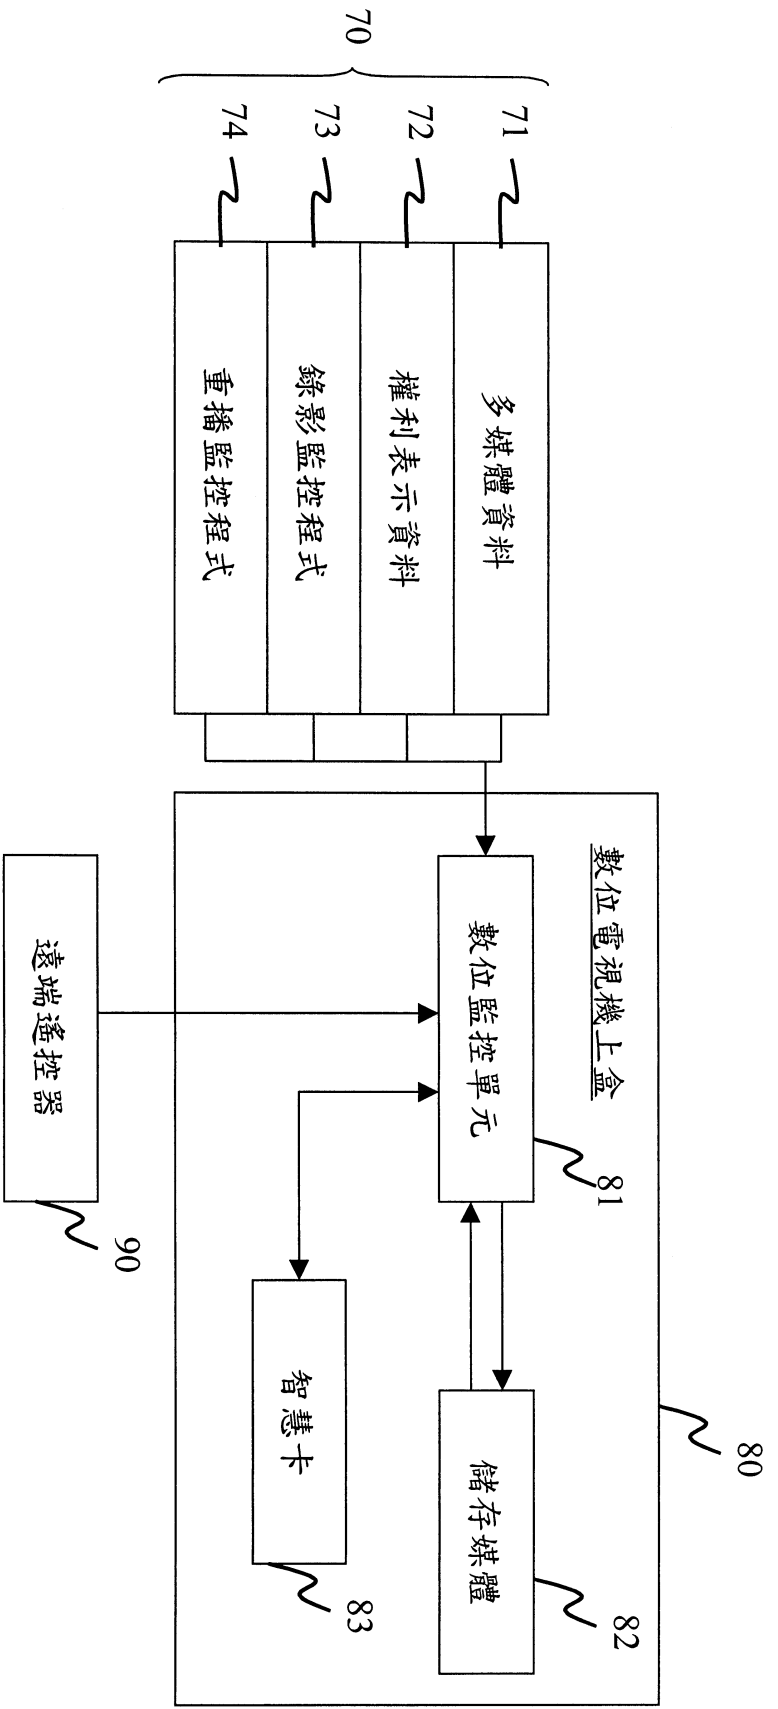 70
71
多媒體資料
72
權利表示資料
73
錄影監控程式
74
重播監控程式
80
數位電視機上盒
81
數位監控單元
82
儲存媒體
83
智慧卡
90
遠端遙控器